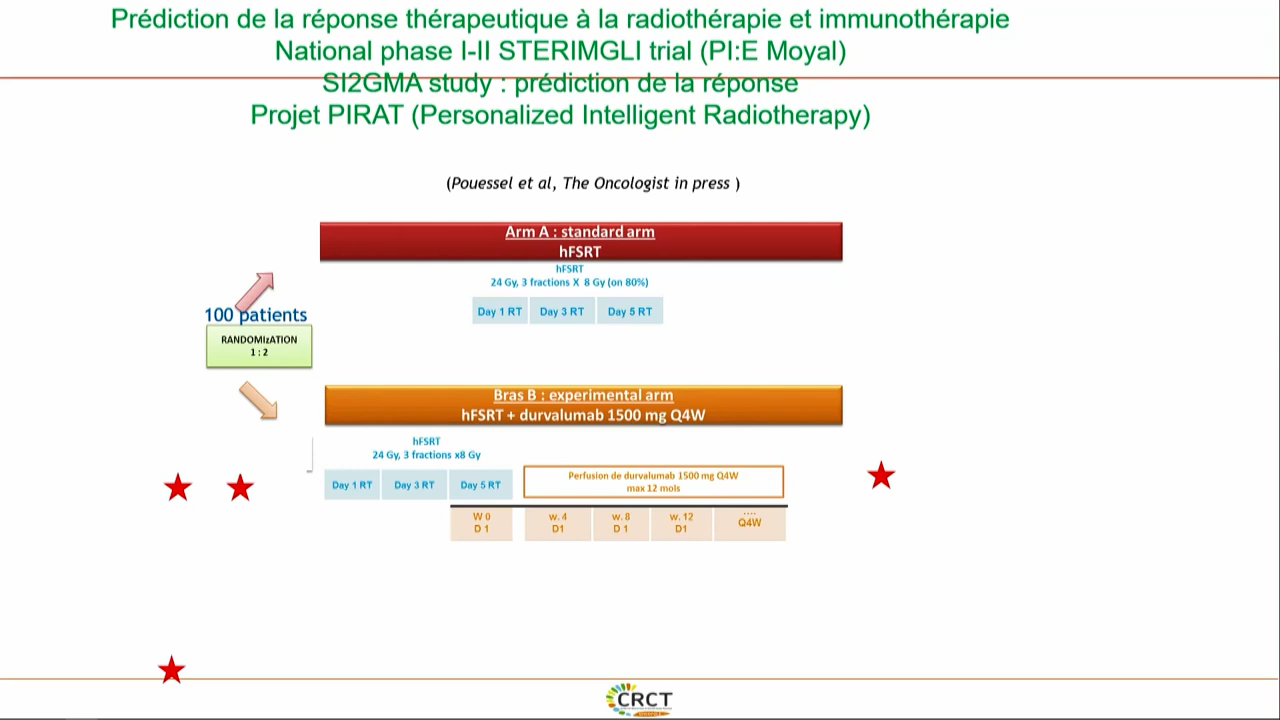 Prédiction de la réponse thérapeutique à la radiothérapie et immunothérapie
National phase I-II STERIMGLI trial (PI:E Moyal)
SI2GMA study : prédiction de la réponse
Projet PIRAT (Personalized Intelligent Radiotherapy)
(Pouessel et al, The Oncologist in press )
Arm A : standard arm
hFSRT
hFSRT
24 Gy, 3 fractions X 8 Gy (on 80%)
Day 1 RT Day 3 RT Day 5 RT
100 patients
RANDOMIzATION
1 : 2
Bras B : experimental arm
hFSRT + durvalumab 1500 mg Q4W
hFSRT
24 Gy, 3 fractions x8 Gy
Day 1 RT Day 3 RT Day 5 RT
Perfusion de durvalumab 1500 mg Q4W
max 12 mois
W 0 w. 4 w. 8 w. 12 ....
D 1 D1 D 1 D1 Q4W
CRCT